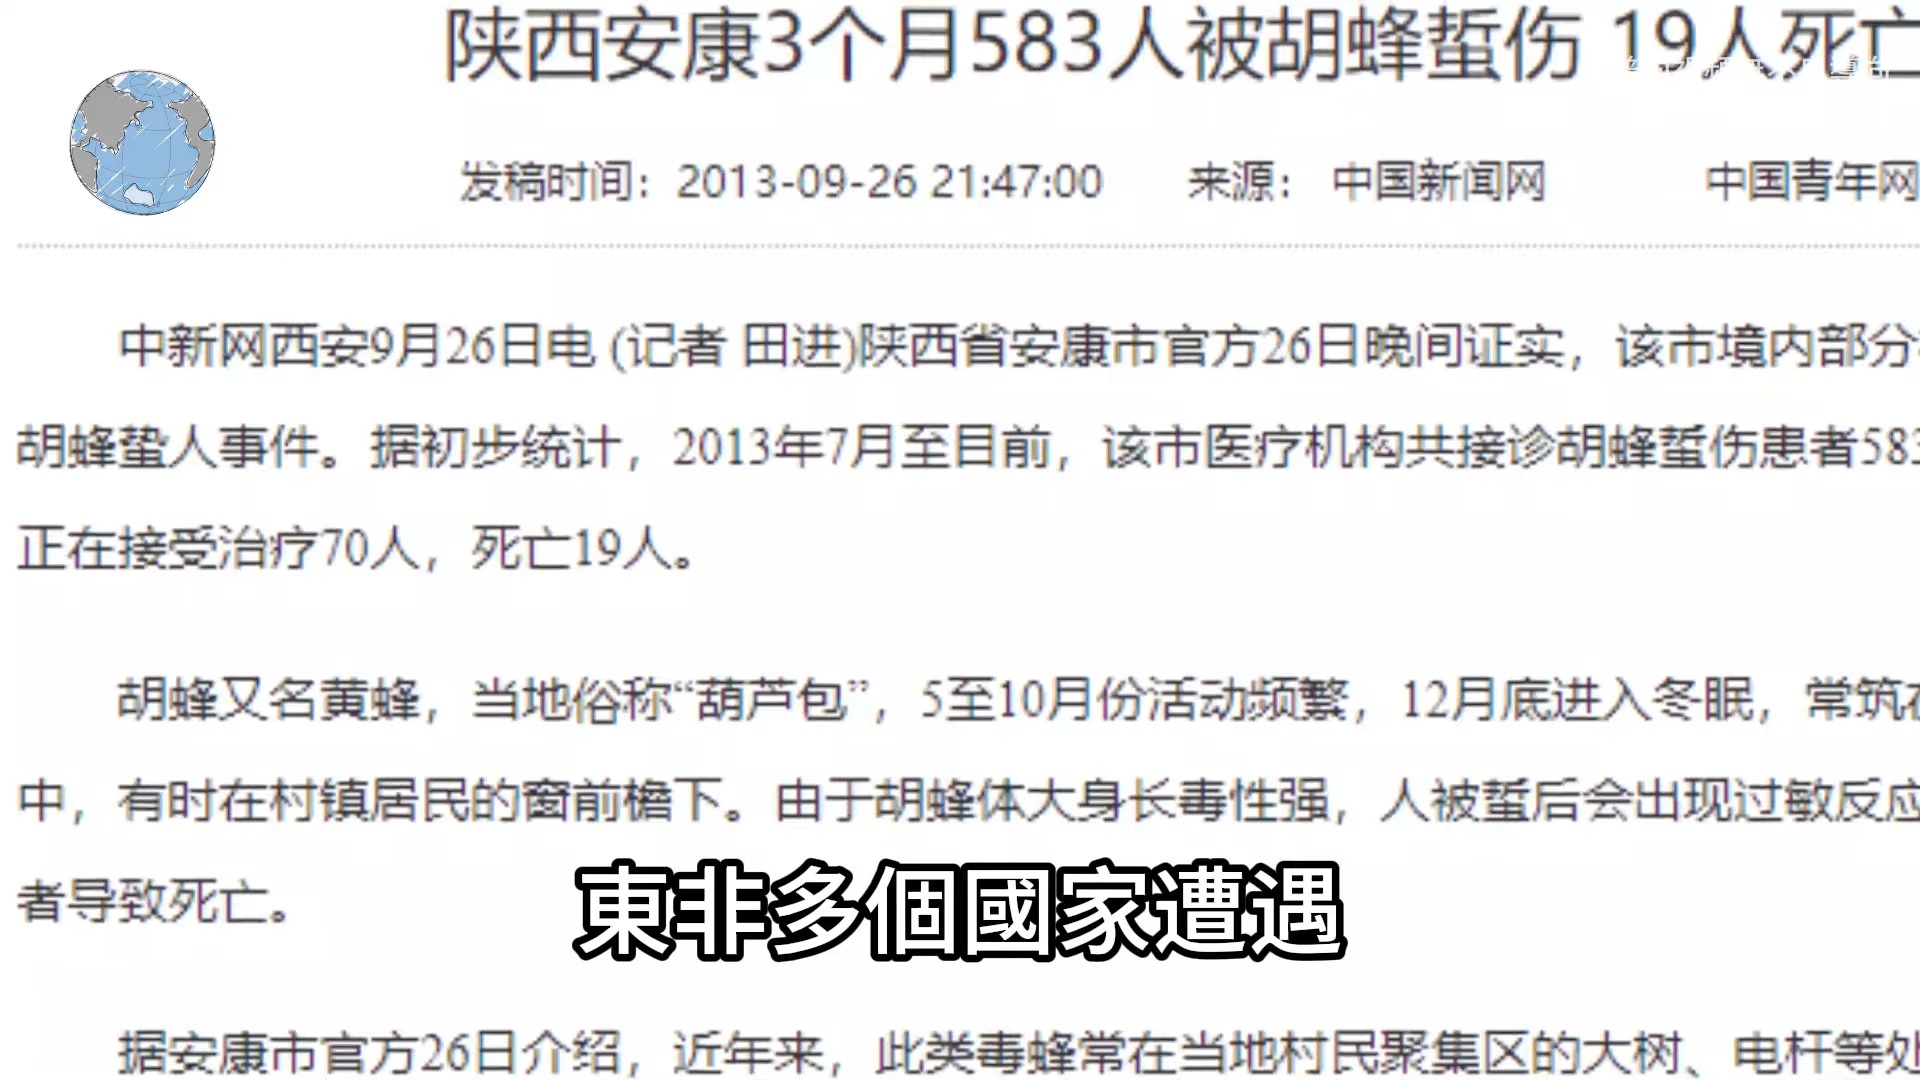 陕西安康3个月583人被胡蜂蜇伤 19人死亡
发稿时间：2013-09-26 21:47:00 来源： 中国新闻网 中国青年网
中新网西安9月26日电 (记者 田进)陕西省安康市官方26日晚间证实，该市境内部分
胡蜂蛰人事件。据初步统计，2013年7月至目前，该市医疗机构共接诊胡蜂蜇伤患者583
正在接受治疗70人，死亡19人。
胡蜂又名黄蜂，当地俗称“葫芦包”，5至10月份活动频繁，12月底进入冬眠，常筑在
中，有时在村镇居民的窗前檐下。由于胡蜂体大身长毒性强，人被蜇后会出现过敏反应
者导致死亡。
東非多個國家遭遇
据安康市官方26日介绍，近年来，此类毒蜂常在当地村民聚集区的大树、电杆等处